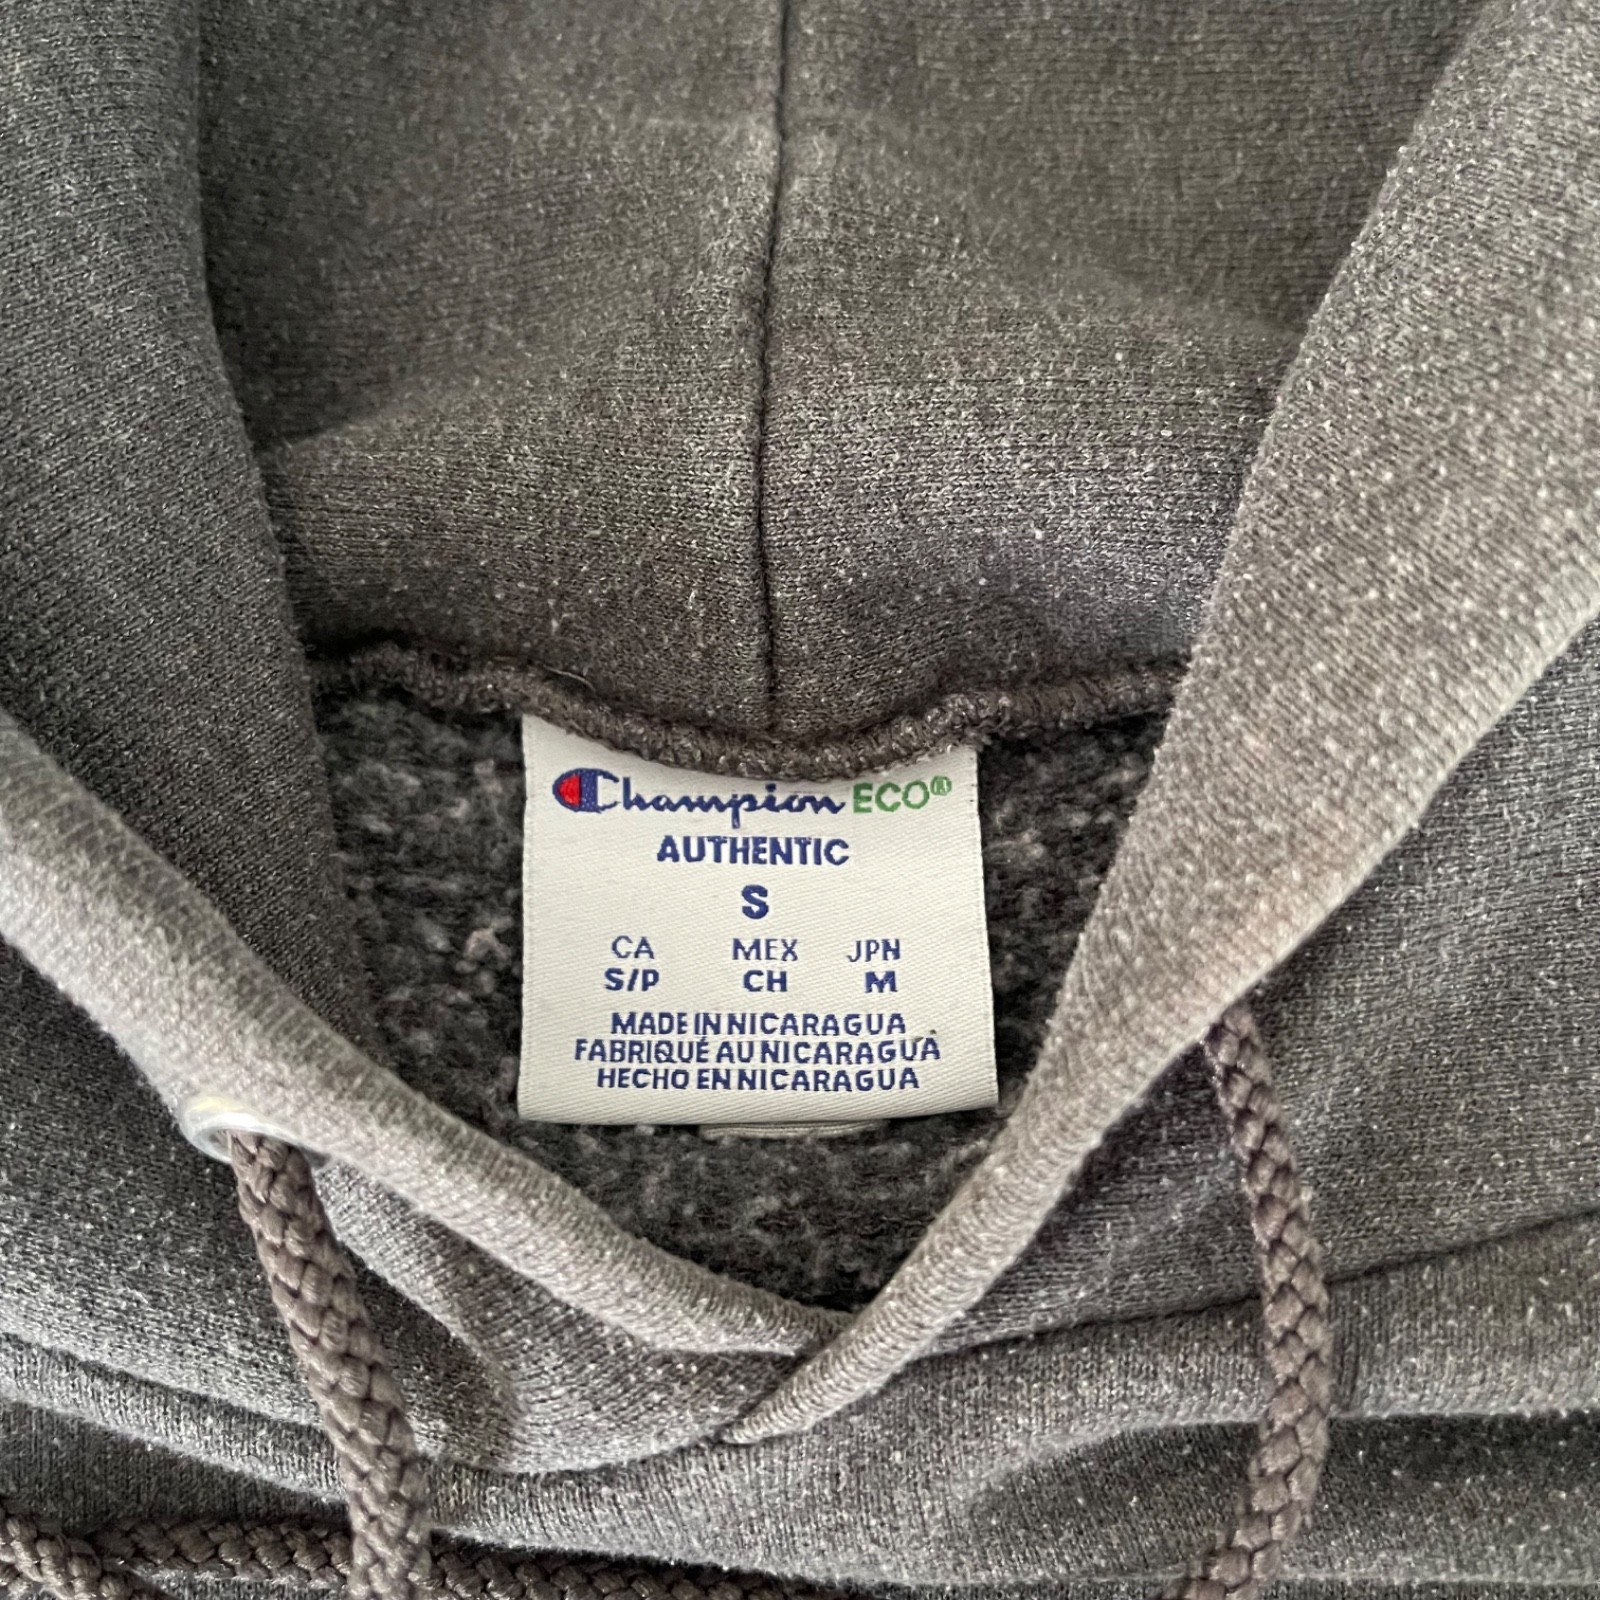 Champion ECO®
AUTHENTIC
S
CA MEX JPN
S/P CH M
MADE IN NICARAGUA
FABRIQUÉ AU NICARAGUA
HECHO EN NICARAGUA